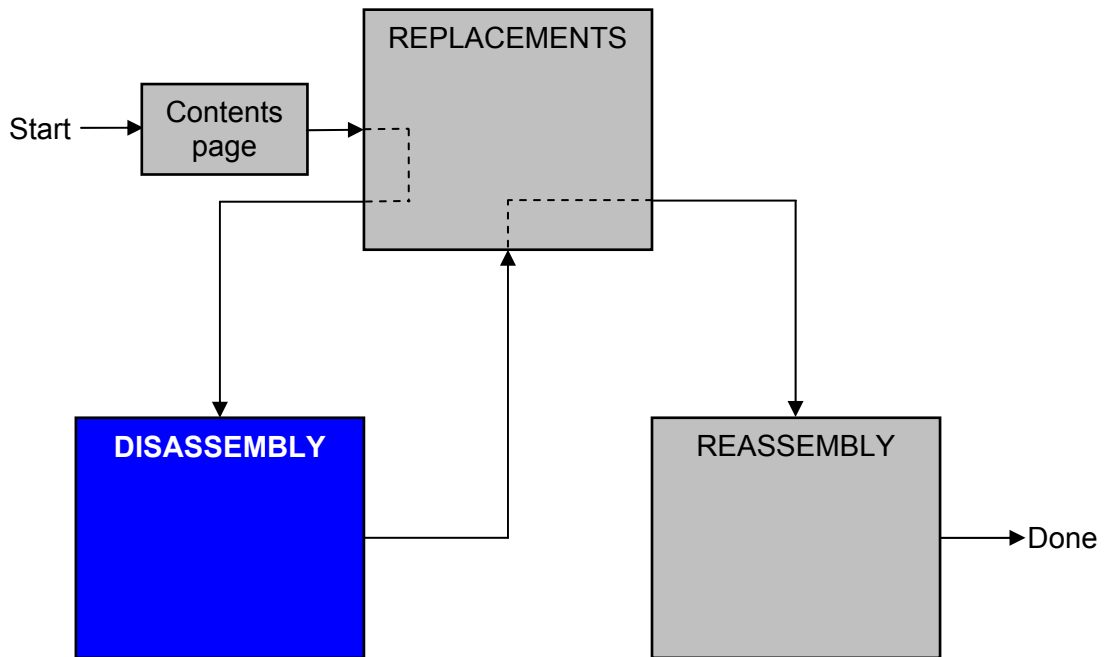 REPLACEMENTS
Start
Contents
page
DISASSEMBLY
REASSEMBLY
Done